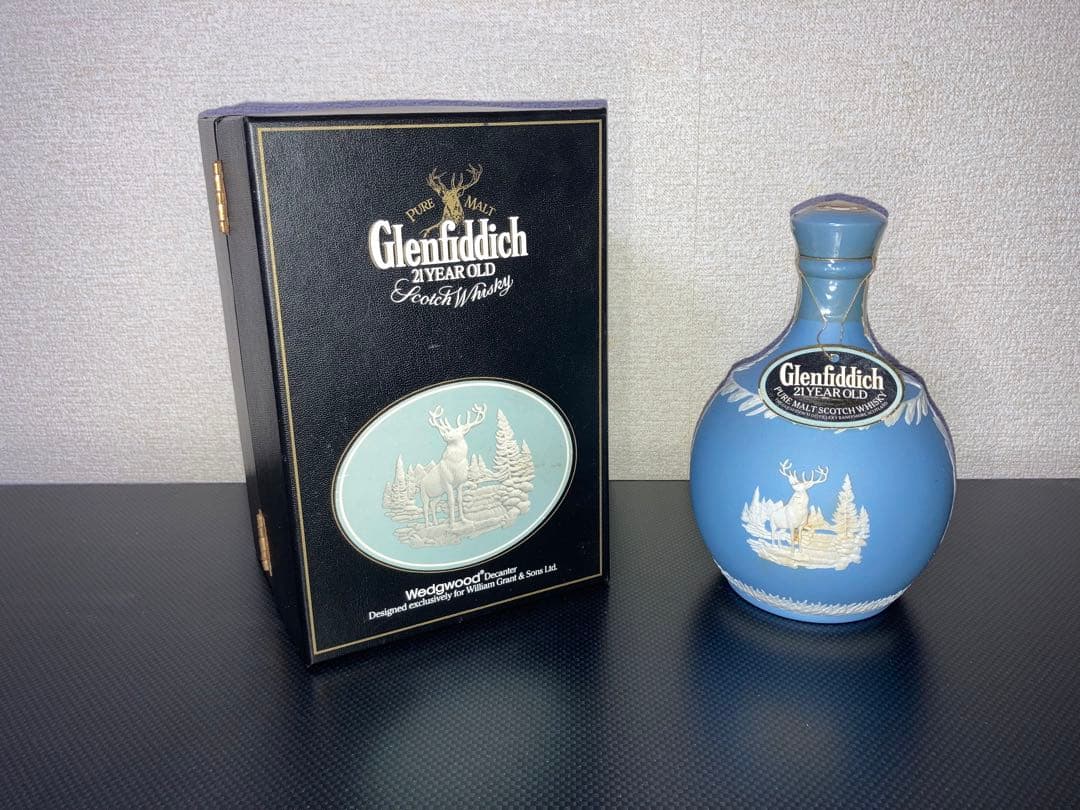 PURE MALT
Glenfiddich
21 YEAR OLD
Scotch Whisky
Wedgwood® Decanter
Designed exclusively for William Grant & Sons Ltd.
Glenfiddich
21 YEAR OLD
PURE MALT SCOTCH WHISKY